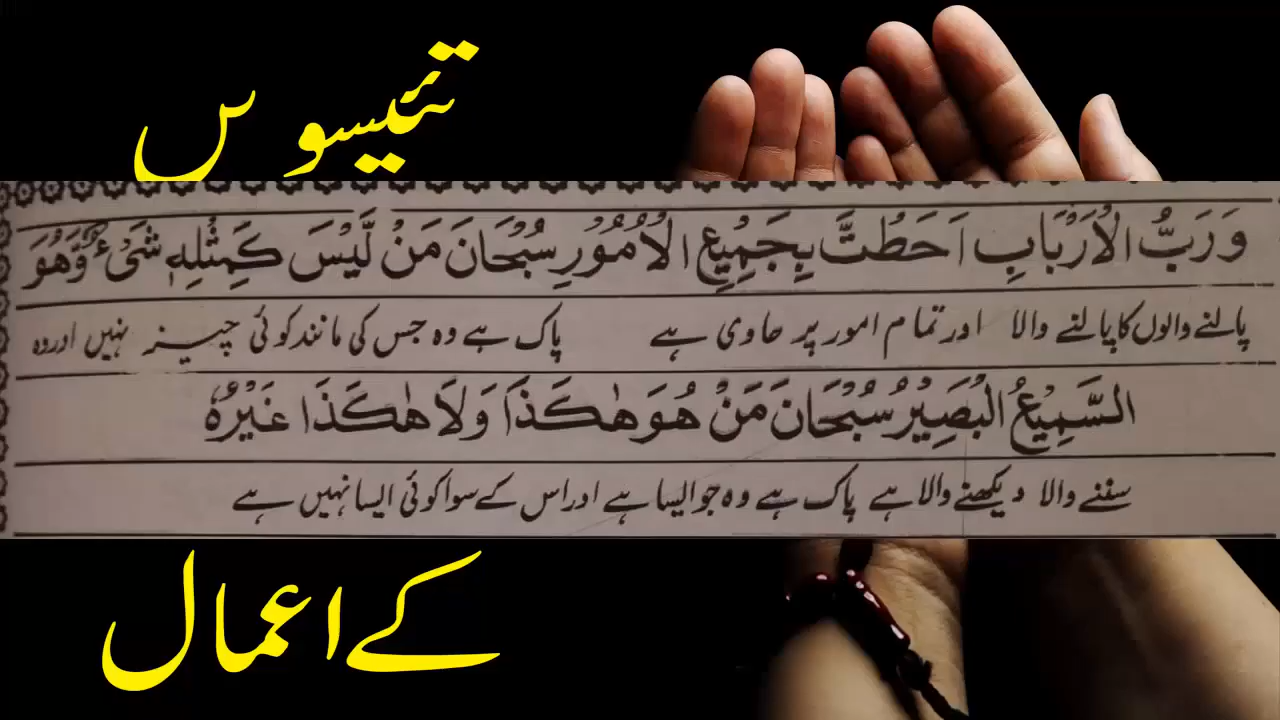 تئیسویں
وَرَبُّ الْاَرْبَابِ اَحَطْتَّ بِجَمِيْعِ الْاُمُوْرِ سُبْحَانَ مَنْ لَّيْسَ كَمِثْلِهٖ شَىْءٌ وَّهُوَ
پالنے والوں کا پالنے والا اور تمام امور پر حاوی ہے پاک ہے وہ جس کی مانند کوئی چیز نہیں اور وہ
السَّمِيْعُ الْبَصِيْرُ سُبْحَانَ مَنْ هُوَ هٰكَذَا وَلَا هٰكَذَا غَيْرُهٗ
سننے والا دیکھنے والا ہے پاک ہے وہ جو ایسا ہے اور اس کے سوا کوئی ایسا نہیں ہے
کے اعمال